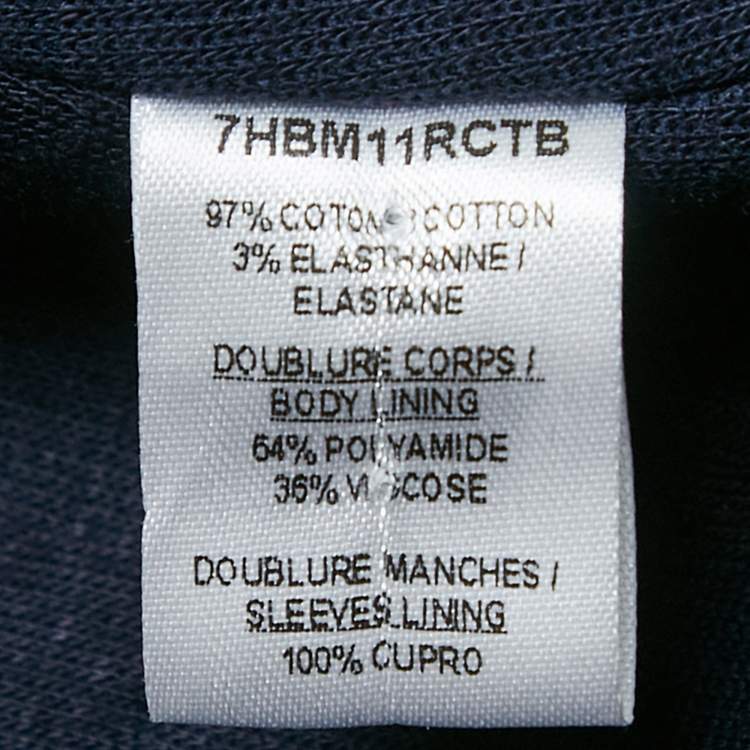 7HBM11RCTB
97% COTON / COTTON
3% ELASTHANNE /
ELASTANE
DOUBLURE CORPS /
BODY LINING
64% POLYAMIDE
36% VISCOSE
DOUBLURE MANCHES /
SLEEVES LINING
100% CUPRO